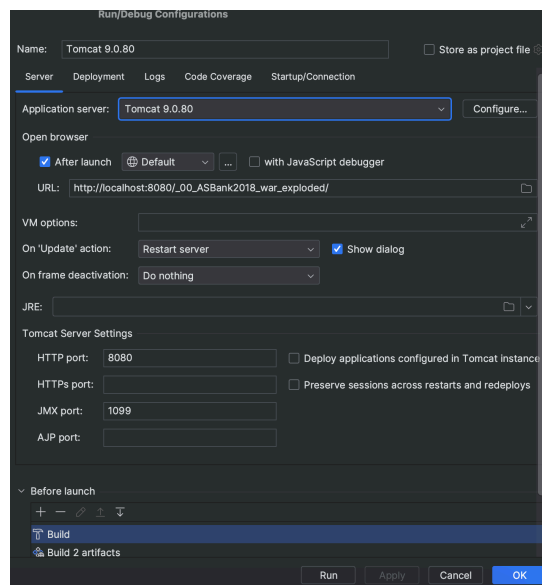 Run/Debug Configurations
Name: Tomcat 9.0.80 Store as project file
Server Deployment Logs Code Coverage Startup/Connection
Application server: Tomcat 9.0.80 Configure...
Open browser
After launch Default ... with JavaScript debugger
URL: http://localhost:8080/_00_ASBank2018_war_exploded/
VM options:
On 'Update' action: Restart server Show dialog
On frame deactivation: Do nothing
JRE:
Tomcat Server Settings
HTTP port: 8080 Deploy applications configured in Tomcat instance
HTTPs port: Preserve sessions across restarts and redeploys
JMX port: 1099
AJP port:
Before launch
Build
Build 2 artifacts
Run Apply Cancel OK